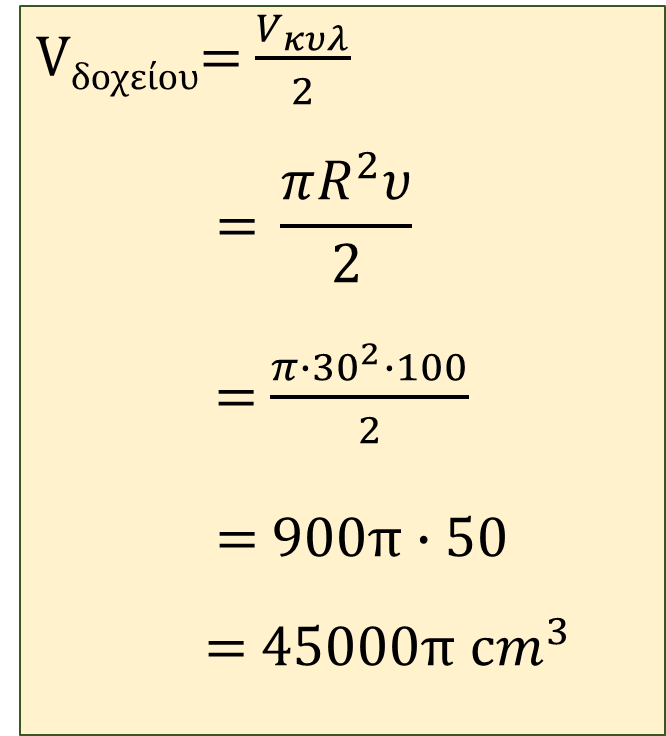 V_δοχείου = V_κυλ / 2
= πR²υ / 2
= π·30²·100 / 2
= 900π · 50
= 45000π cm³